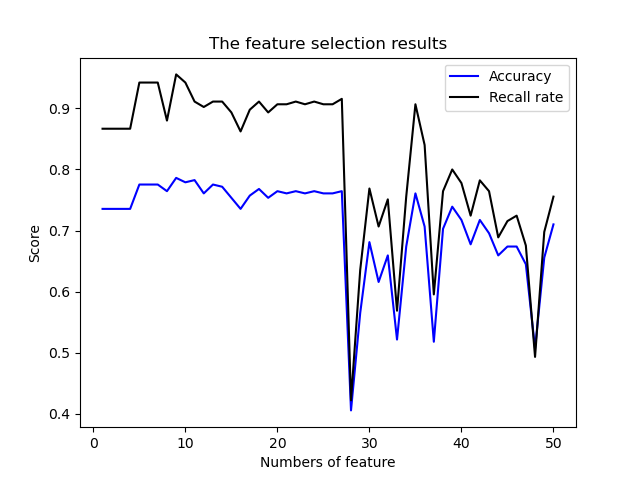 The feature selection results
Accuracy
Recall rate
0.9
0.8
0.7
0.6
0.5
0.4
Score
0 10 20 30 40 50
Numbers of feature